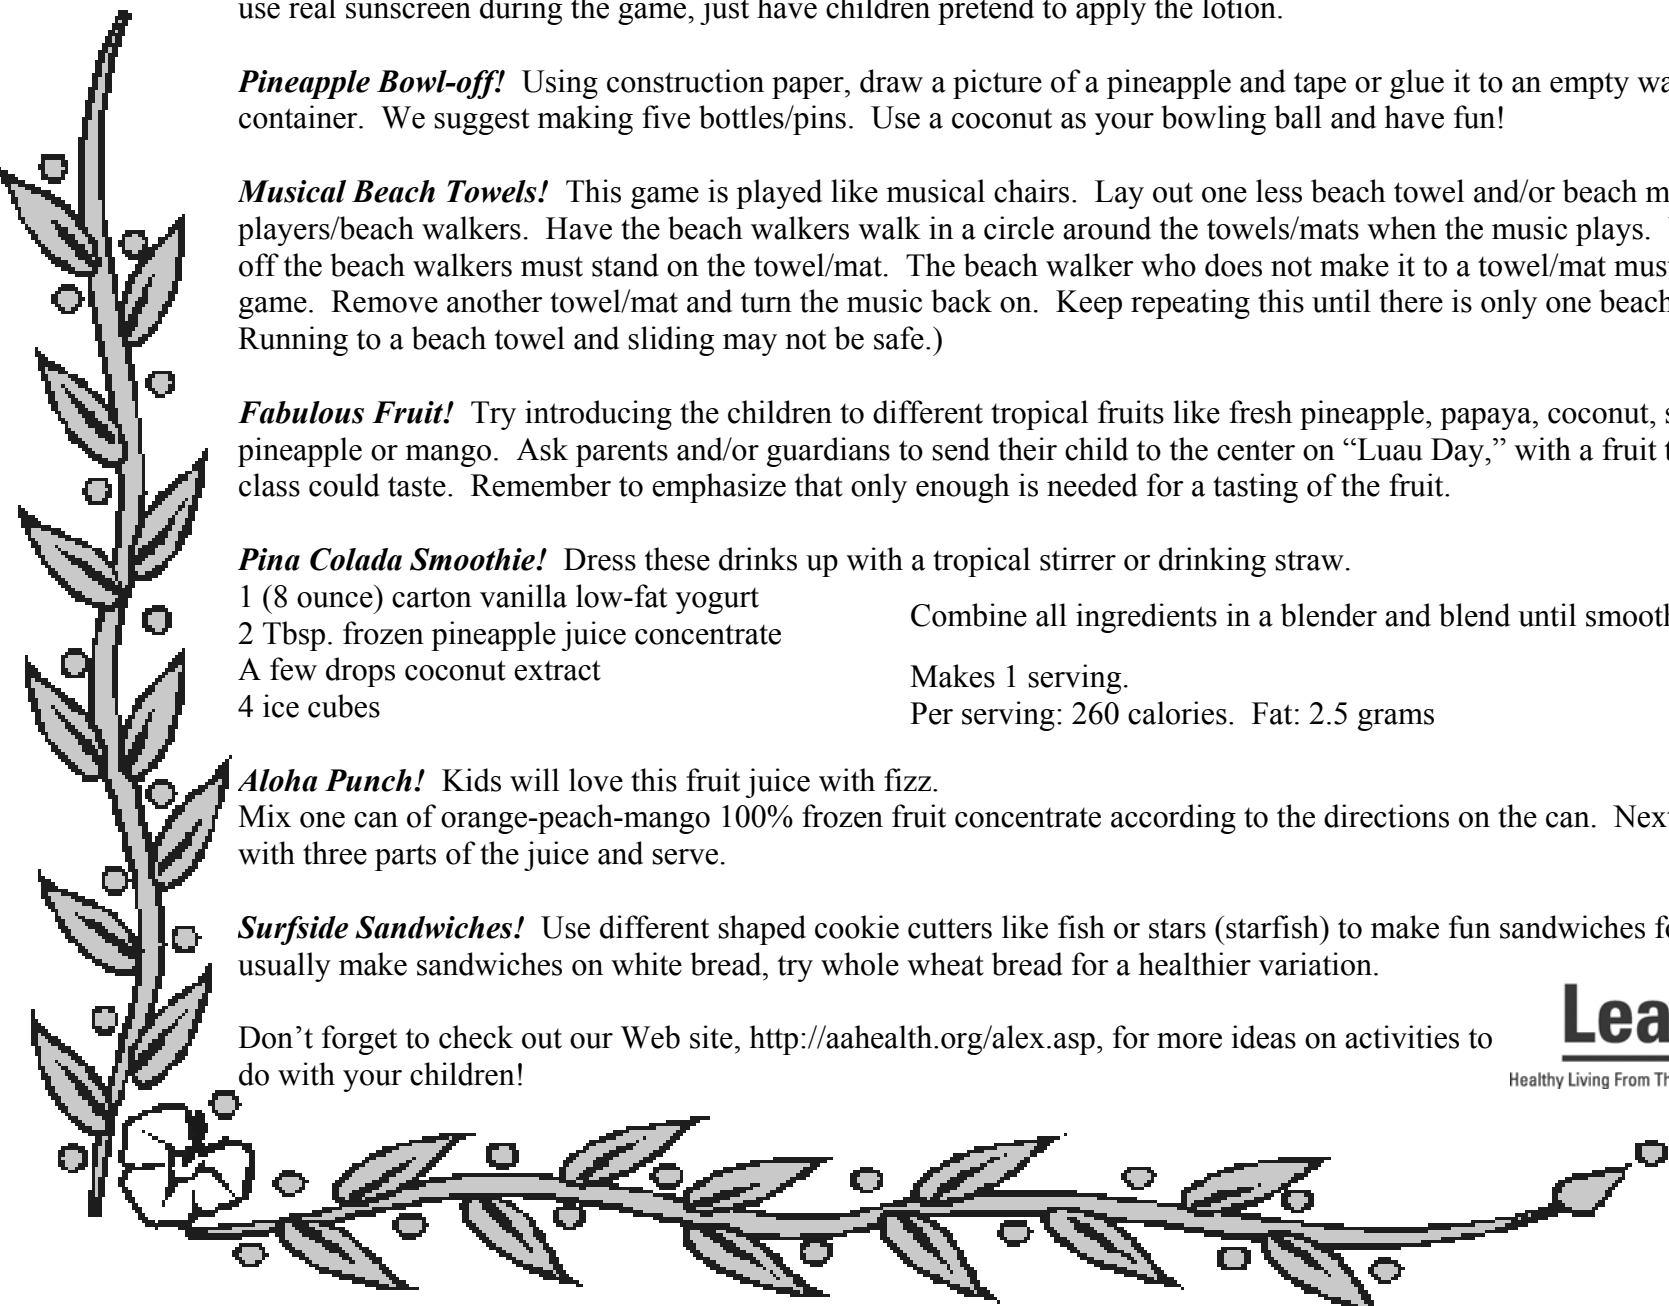 use real sunscreen during the game, just have children pretend to apply the lotion.
Pineapple Bowl-off! Using construction paper, draw a picture of a pineapple and tape or glue it to an empty
container. We suggest making five bottles/pins. Use a coconut as your bowling ball and have fun!
Musical Beach Towels! This game is played like musical chairs. Lay out one less beach towel and/or beach
players/beach walkers. Have the beach walkers walk in a circle around the towels/mats when the music plays.
off the beach walkers must stand on the towel/mat. The beach walker who does not make it to a towel/mat
game. Remove another towel/mat and turn the music back on. Keep repeating this until there is only one beach
Running to a beach towel and sliding may not be safe.)
Fabulous Fruit! Try introducing the children to different tropical fruits like fresh pineapple, papaya, coconut,
pineapple or mango. Ask parents and/or guardians to send their child to the center on “Luau Day,” with a fruit
class could taste. Remember to emphasize that only enough is needed for a tasting of the fruit.
Pina Colada Smoothie! Dress these drinks up with a tropical stirrer or drinking straw.
1 (8 ounce) carton vanilla low-fat yogurt
2 Tbsp. frozen pineapple juice concentrate
A few drops coconut extract
4 ice cubes
Combine all ingredients in a blender and blend until smooth
Makes 1 serving.
Per serving: 260 calories. Fat: 2.5 grams
Aloha Punch! Kids will love this fruit juice with fizz.
Mix one can of orange-peach-mango 100% frozen fruit concentrate according to the directions on the can. Next
with three parts of the juice and serve.
Surfside Sandwiches! Use different shaped cookie cutters like fish or stars (starfish) to make fun sandwiches
usually make sandwiches on white bread, try whole wheat bread for a healthier variation.
Don’t forget to check out our Web site, http://aahealth.org/alex.asp, for more ideas on activities to
do with your children!
Lea
Healthy Living From